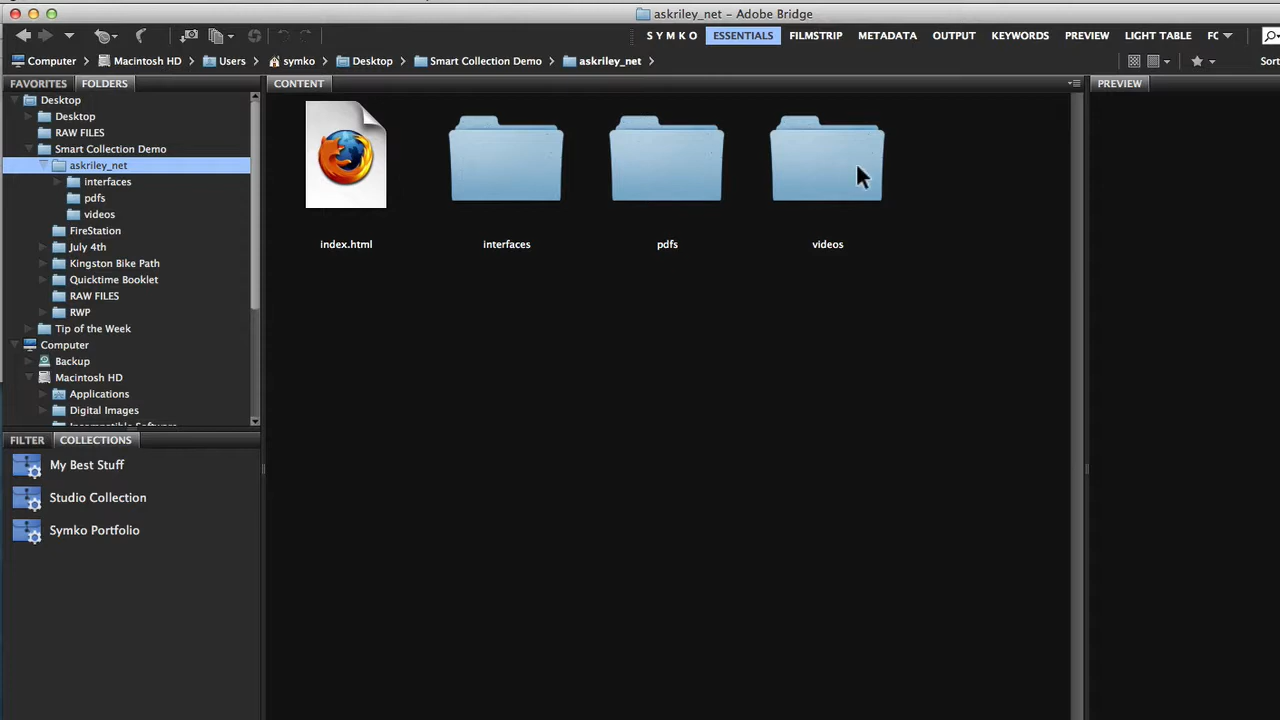 askriley_net – Adobe Bridge
SYMKO ESSENTIALS FILMSTRIP METADATA OUTPUT KEYWORDS PREVIEW LIGHT TABLE FC
Computer Macintosh HD Users symko Desktop Smart Collection Demo askriley_net Sort
FAVORITES FOLDERS
CONTENT
PREVIEW
Desktop
Desktop
RAW FILES
Smart Collection Demo
askriley_net
interfaces
pdfs
videos
FireStation
July 4th
Kingston Bike Path
Quicktime Booklet
RAW FILES
RWP
Tip of the Week
Computer
Backup
Macintosh HD
Applications
Digital Images
index.html interfaces pdfs videos
FILTER COLLECTIONS
My Best Stuff
Studio Collection
Symko Portfolio